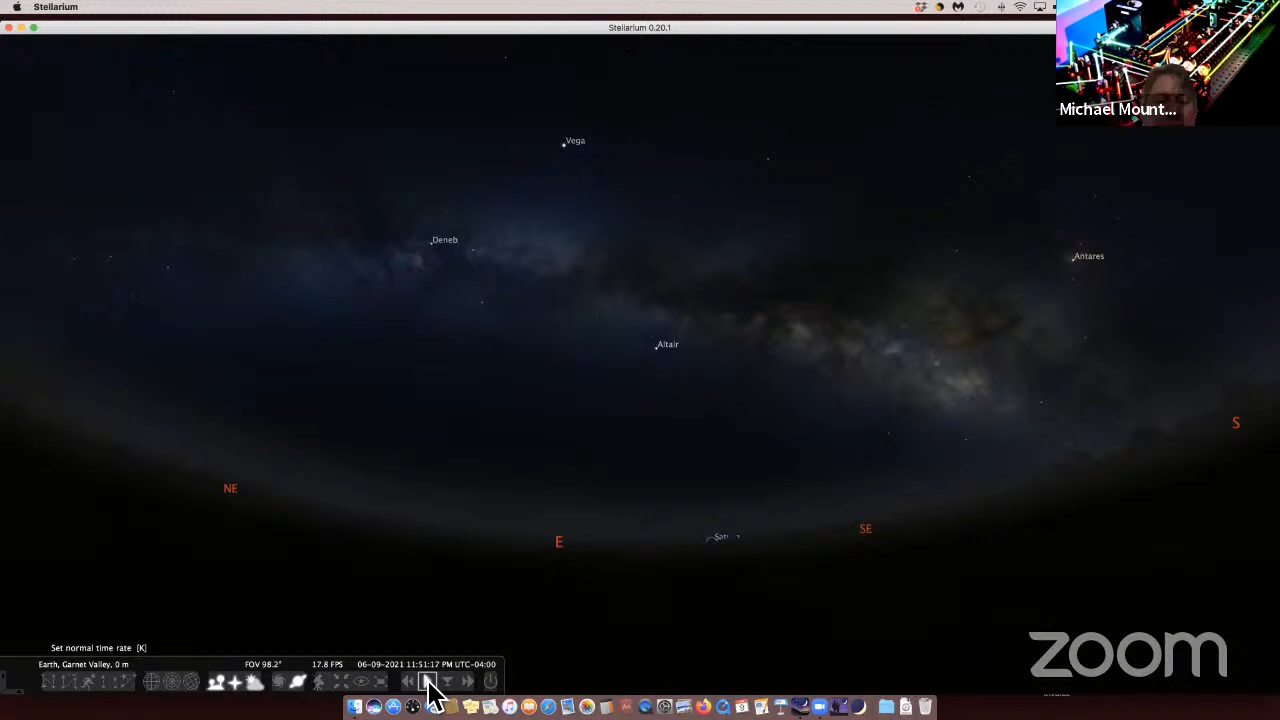 Stellarium
Stellarium 0.20.1
Michael Mount...
Vega
Deneb
Antares
Altair
S
NE
SE
E
Set normal time rate [K]
Earth, Garnet Valley, 0 m FOV 98.2° 17.8 FPS 06-09-2021 11:51:17 PM UTC-04:00
zoom